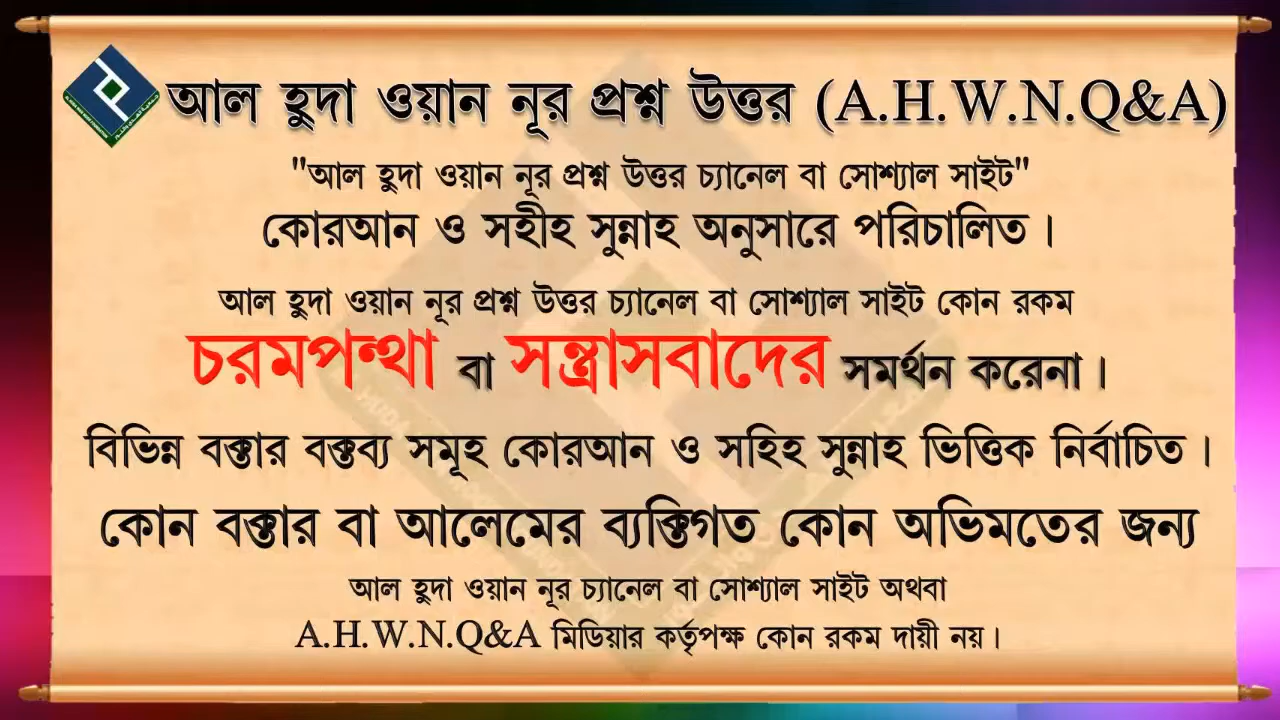 আল হুদা ওয়ান নূর প্রশ্ন উত্তর (A.H.W.N.Q&A)
"আল হুদা ওয়ান নূর প্রশ্ন উত্তর চ্যানেল বা সোশ্যাল সাইট"
কোরআন ও সহীহ সুন্নাহ অনুসারে পরিচালিত ।
আল হুদা ওয়ান নূর প্রশ্ন উত্তর চ্যানেল বা সোশ্যাল সাইট কোন রকম
চরমপন্থা বা সন্ত্রাসবাদের সমর্থন করেনা ।
বিভিন্ন বক্তার বক্তব্য সমূহ কোরআন ও সহিহ সুন্নাহ ভিত্তিক নির্বাচিত ।
কোন বক্তার বা আলেমের ব্যক্তিগত কোন অভিমতের জন্য
আল হুদা ওয়ান নূর চ্যানেল বা সোশ্যাল সাইট অথবা
A.H.W.N.Q&A মিডিয়ার কর্তৃপক্ষ কোন রকম দায়ী নয় ।